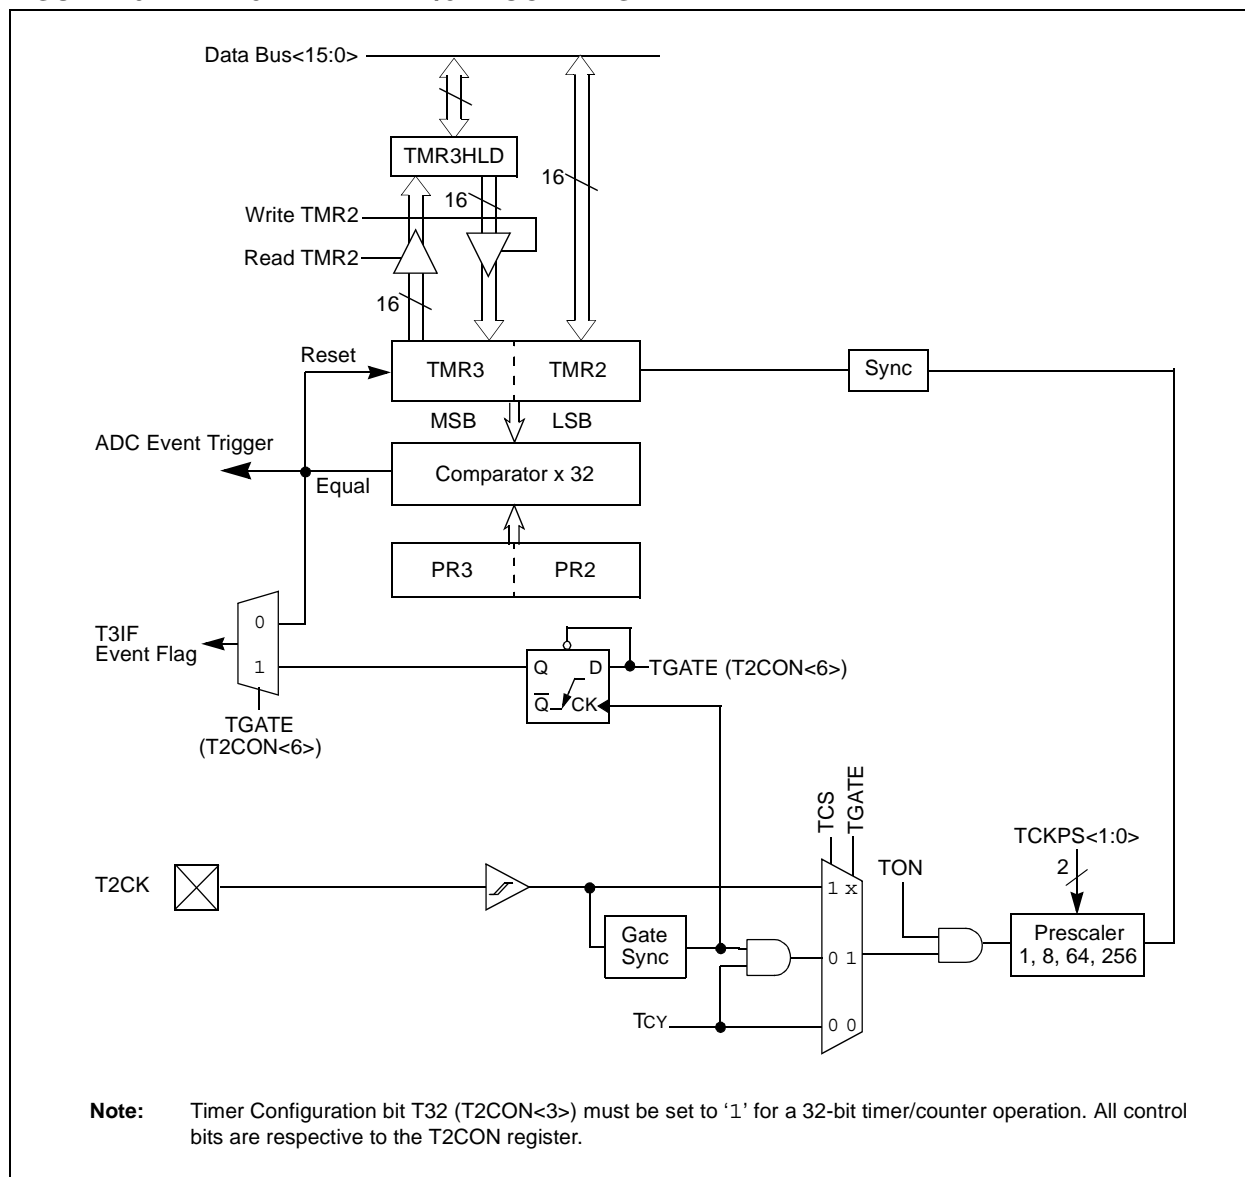 Data Bus<15:0>
TMR3HLD
16
16
Write TMR2
Read TMR2
16
Reset
TMR3
TMR2
Sync
MSB
LSB
ADC Event Trigger
Equal
Comparator x 32
PR3
PR2
0
1
T3IF
Event Flag
Q
D
Q
CK
TGATE (T2CON<6>)
TGATE
(T2CON<6>)
TCS
TGATE
TCKPS<1:0>
2
TON
T2CK
1 x
Gate
Sync
0 1
Prescaler
1, 8, 64, 256
TCY
0 0
Note: Timer Configuration bit T32 (T2CON<3>) must be set to ‘1’ for a 32-bit timer/counter operation. All control
bits are respective to the T2CON register.